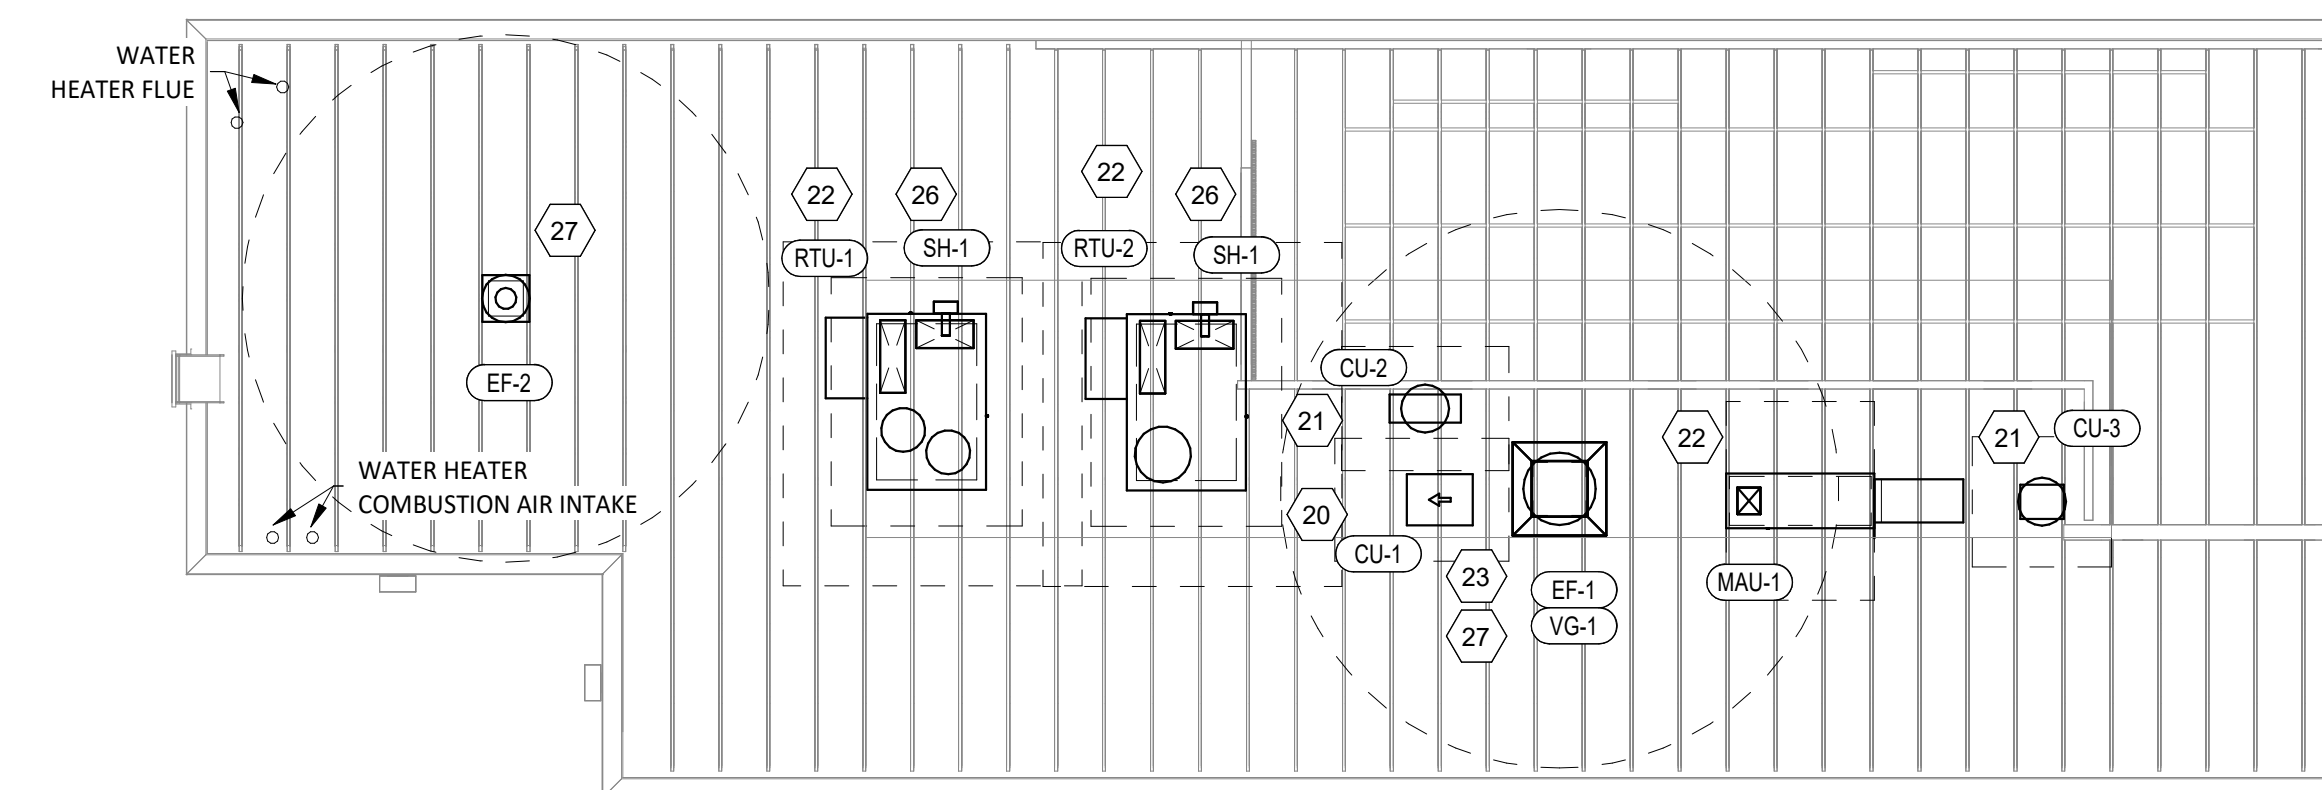 WATER
HEATER FLUE
27
EF-2
WATER HEATER
COMBUSTION AIR INTAKE
22
26
RTU-1
SH-1
22
26
RTU-2
SH-1
CU-2
21
20
CU-1
23
27
EF-1
VG-1
22
MAU-1
21
CU-3